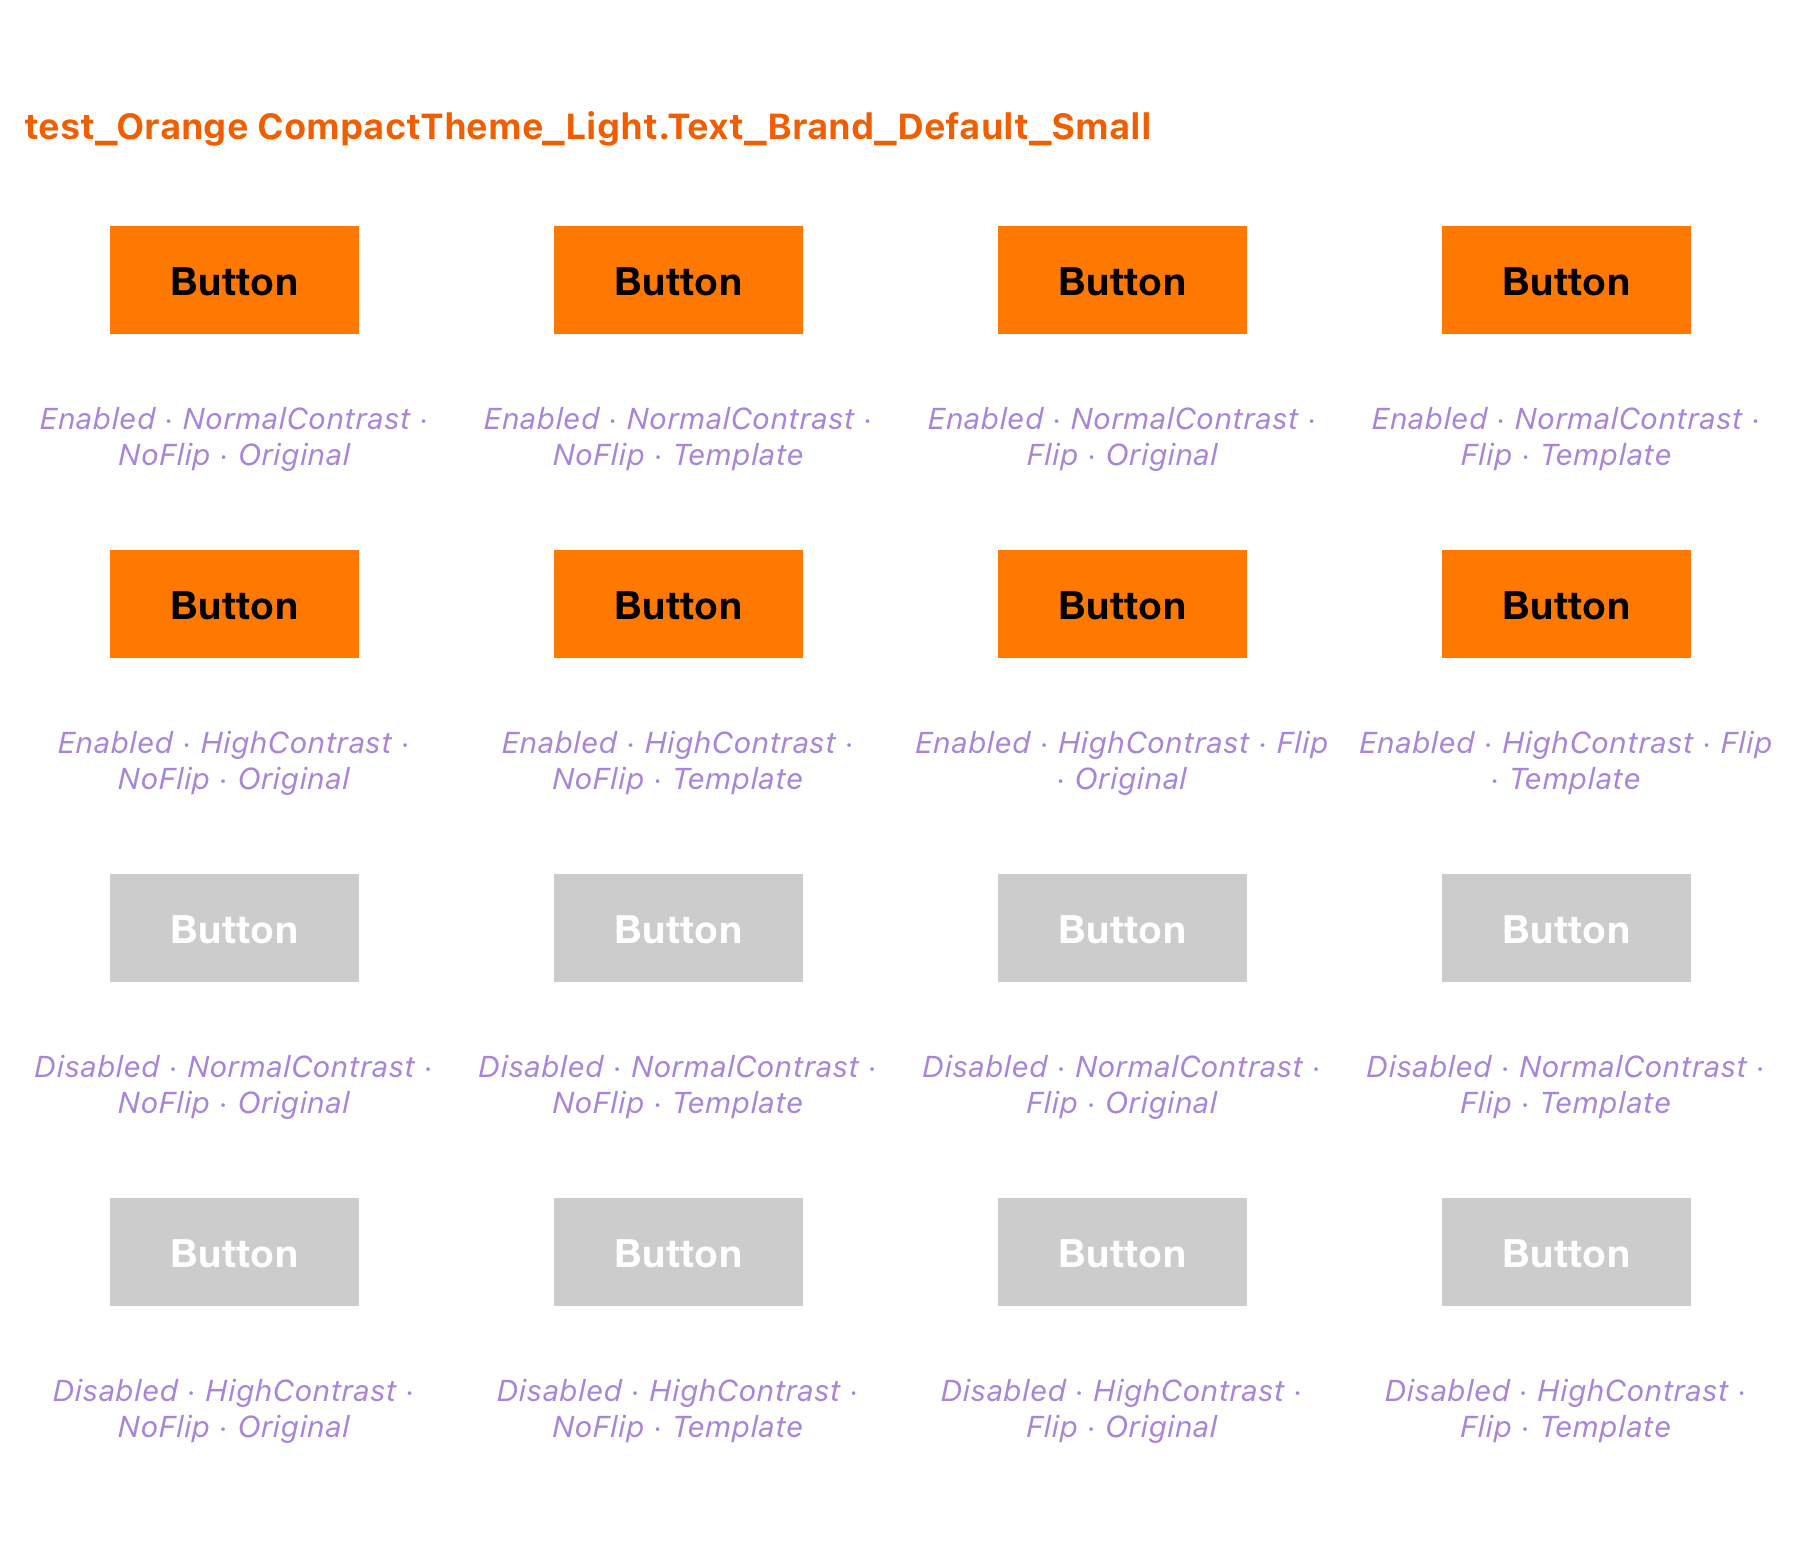 test_Orange CompactTheme_Light.Text_Brand_Default_Small
Button Button Button Button
Enabled · NormalContrast · Enabled · NormalContrast · Enabled · NormalContrast · Enabled · NormalContrast ·
NoFlip · Original NoFlip · Template Flip · Original Flip · Template
Button Button Button Button
Enabled · HighContrast · Enabled · HighContrast · Enabled · HighContrast · Flip Enabled · HighContrast · Flip
NoFlip · Original NoFlip · Template · Original · Template
Button Button Button Button
Disabled · NormalContrast · Disabled · NormalContrast · Disabled · NormalContrast · Disabled · NormalContrast ·
NoFlip · Original NoFlip · Template Flip · Original Flip · Template
Button Button Button Button
Disabled · HighContrast · Disabled · HighContrast · Disabled · HighContrast · Disabled · HighContrast ·
NoFlip · Original NoFlip · Template Flip · Original Flip · Template